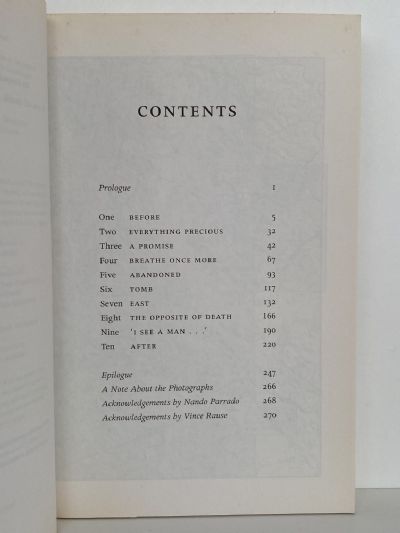 CONTENTS
Prologue 1
One BEFORE 5
Two EVERYTHING PRECIOUS 32
Three A PROMISE 42
Four BREATHE ONCE MORE 67
Five ABANDONED 93
Six TOMB 117
Seven EAST 132
Eight THE OPPOSITE OF DEATH 166
Nine 'I SEE A MAN . . .' 190
Ten AFTER 220
Epilogue 247
A Note About the Photographs 266
Acknowledgements by Nando Parrado 268
Acknowledgements by Vince Rause 270